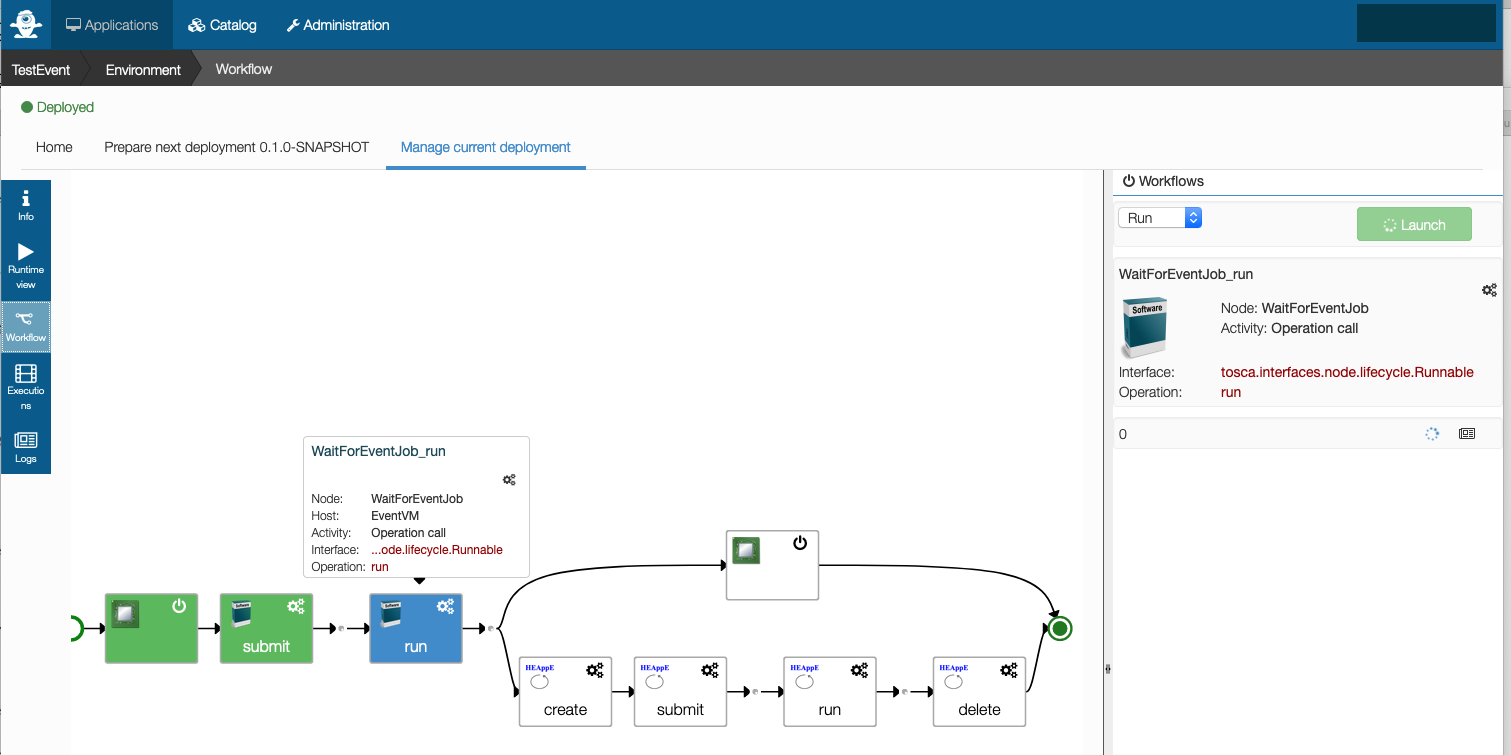 Applications Catalog Administration
TestEvent Environment Workflow
Deployed
Home Prepare next deployment 0.1.0-SNAPSHOT Manage current deployment
Info
Runtime
view
Workflow
Executio
ns
Logs
WaitForEventJob_run
Node: WaitForEventJob
Host: EventVM
Activity: Operation call
Interface: ...ode.lifecycle.Runnable
Operation: run
submit
Software
run
HEAppE
create
HEAppE
submit
HEAppE
run
HEAppE
delete
Workflows
Run Launch
WaitForEventJob_run
Software
Node: WaitForEventJob
Activity: Operation call
Interface: tosca.interfaces.node.lifecycle.Runnable
Operation: run
0